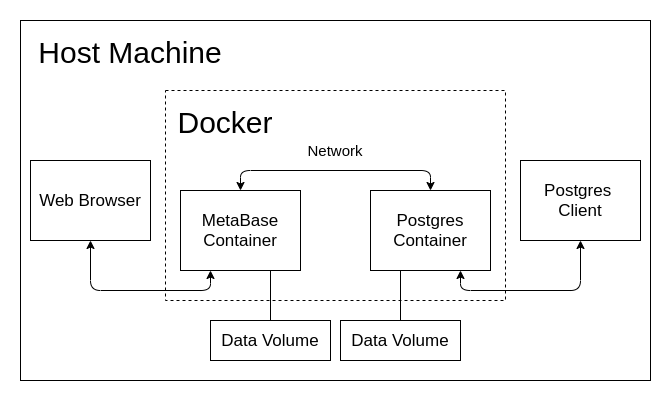 Host Machine
Docker
Network
Web Browser
MetaBase
Container
Postgres
Container
Postgres
Client
Data Volume
Data Volume